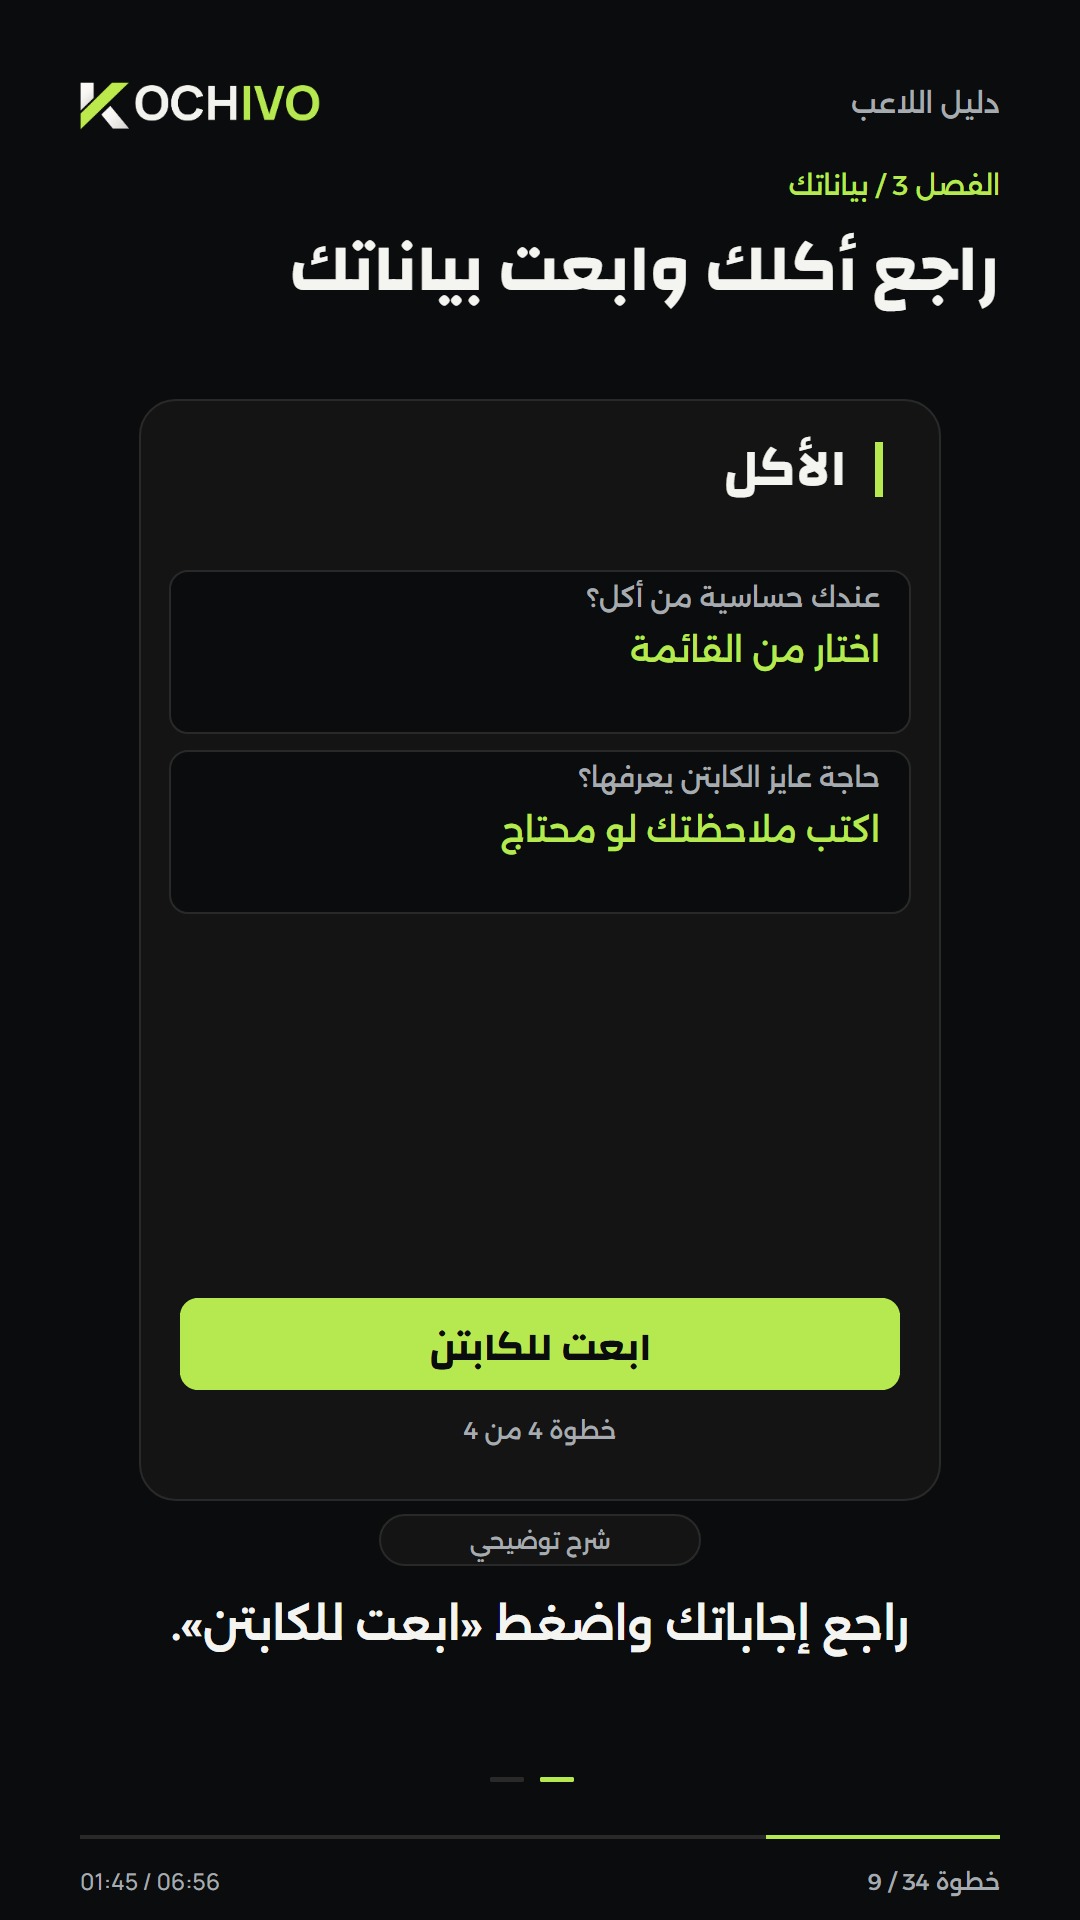 KOCHIVO
دليل اللاعب
الفصل 3 / بياناتك
راجع أكلك وابعت بياناتك
الأكل
عندك حساسية من أكل؟
اختار من القائمة
حاجة عايز الكابتن يعرفها؟
اكتب ملاحظتك لو محتاج
ابعت للكابتن
خطوة 4 من 4
شرح توضيحي
راجع إجاباتك واضغط «ابعت للكابتن».
خطوة 34 / 9
01:45 / 06:56